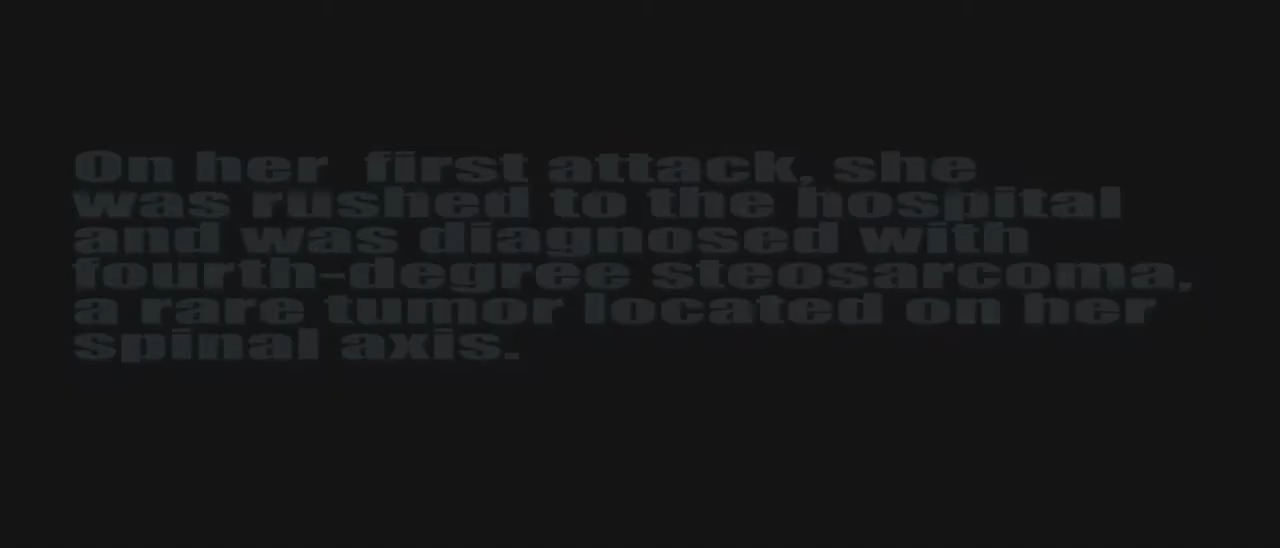 On her first attack, she
was rushed to the hospital
and was diagnosed with
fourth-degree steosarcoma,
a rare tumor located on her
spinal axis.